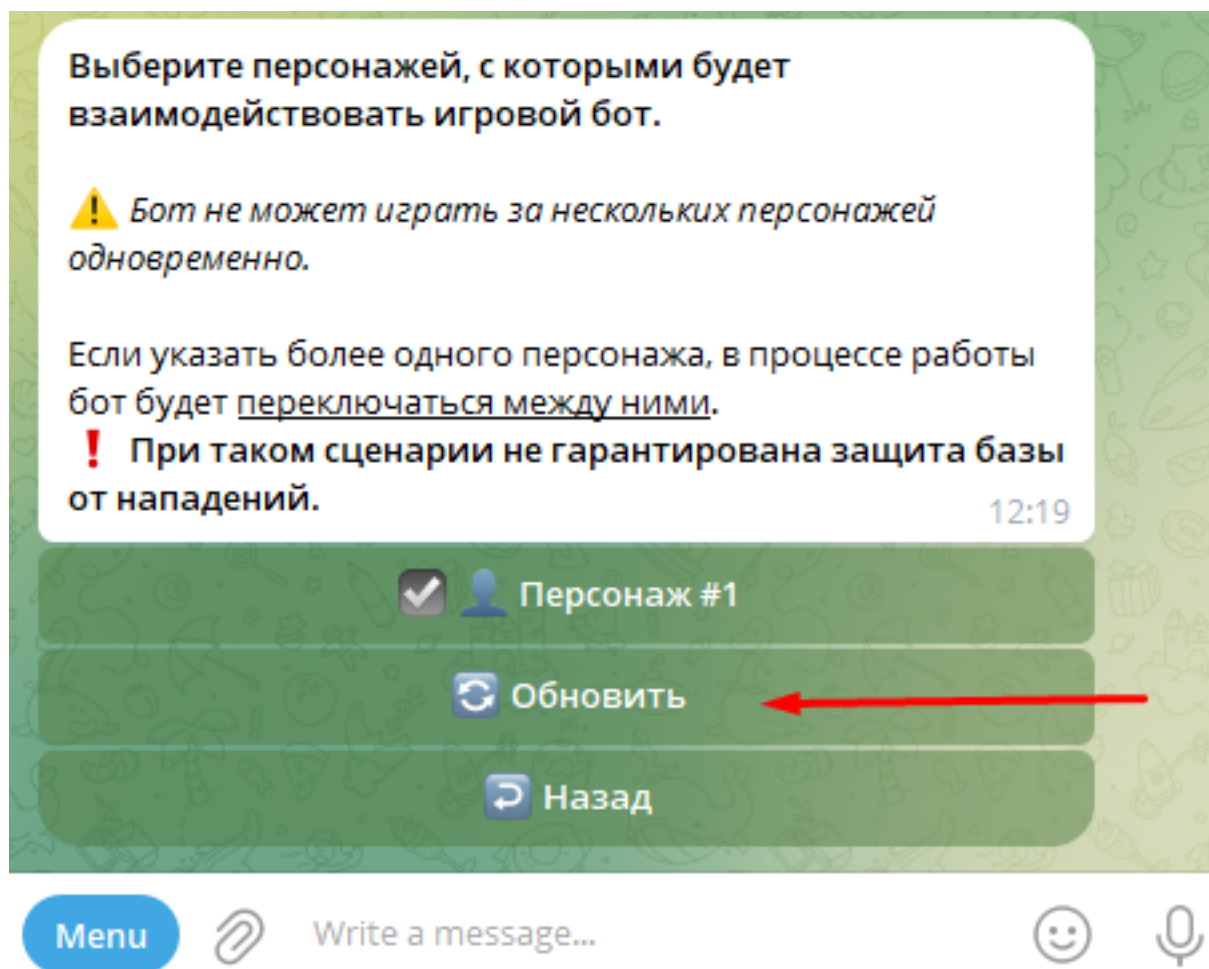 Выберите персонажей, с которыми будет
взаимодействовать игровой бот.
⚠️ Бот не может играть за нескольких персонажей
одновременно.
Если указать более одного персонажа, в процессе работы
бот будет переключаться между ними.
❗ При таком сценарии не гарантирована защита базы
от нападений.
12:19
Персонаж #1
Обновить
Назад
Menu
Write a message...